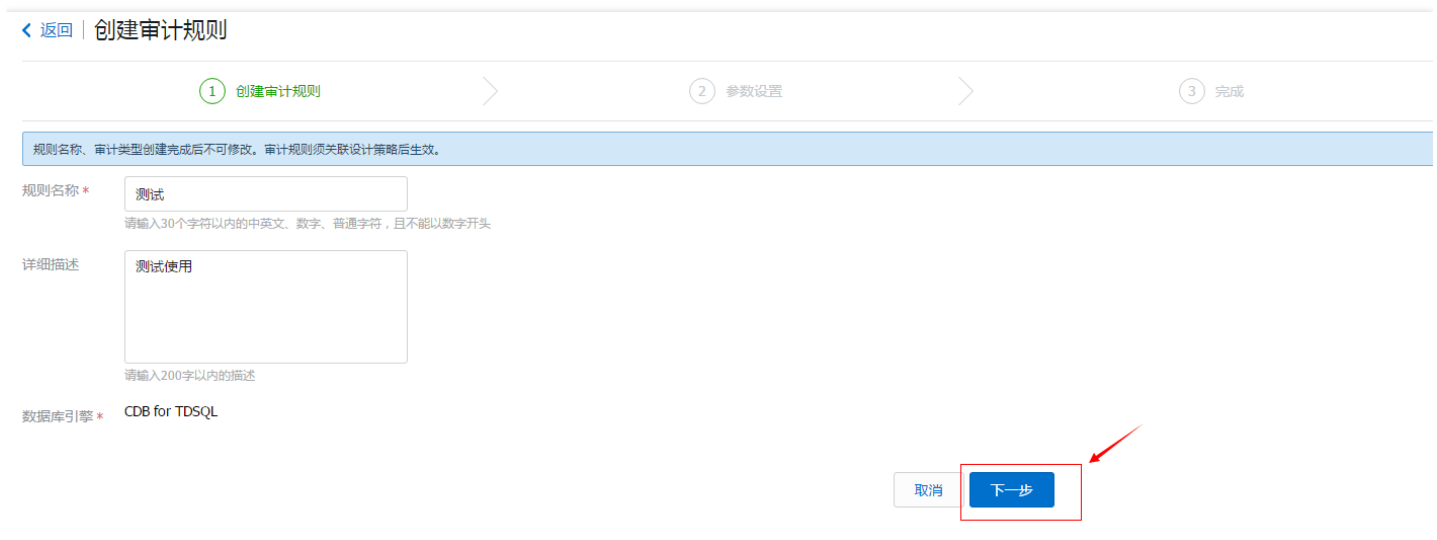 返回 | 创建审计规则
1 创建审计规则 2 参数设置 3 完成
规则名称、审计类型创建完成后不可修改。审计规则须关联设计策略后生效。
规则名称 * 测试
请输入30个字符以内的中英文、数字、普通字符，且不能以数字开头
详细描述 测试使用
请输入200字以内的描述
数据库引擎 * CDB for TDSQL
取消 下一步